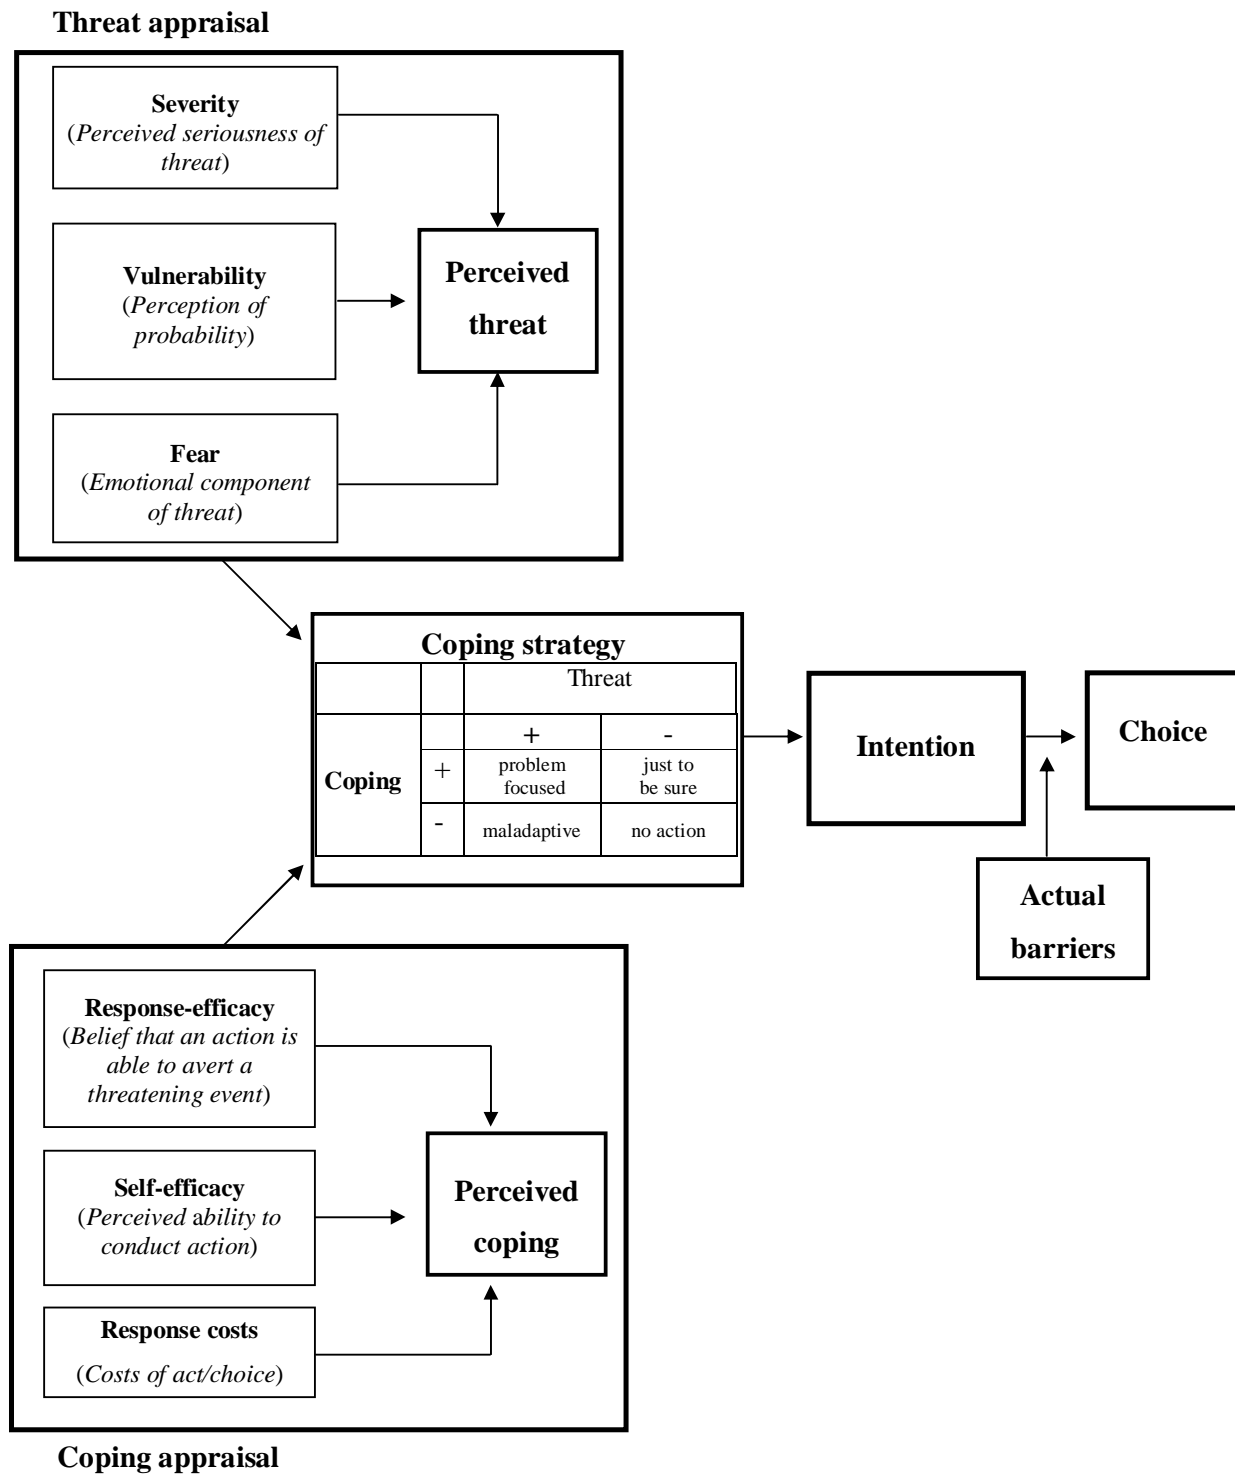 Threat appraisal
Severity
(Perceived seriousness of
threat)
Vulnerability
(Perception of
probability)
Perceived
threat
Fear
(Emotional component
of threat)
Coping strategy
Threat
+ -
Coping
+
problem
focused
just to
be sure
-
maladaptive
no action
Intention
Choice
Actual
barriers
Response-efficacy
(Belief that an action is
able to avert a
threatening event)
Self-efficacy
(Perceived ability to
conduct action)
Perceived
coping
Response costs
(Costs of act/choice)
Coping appraisal